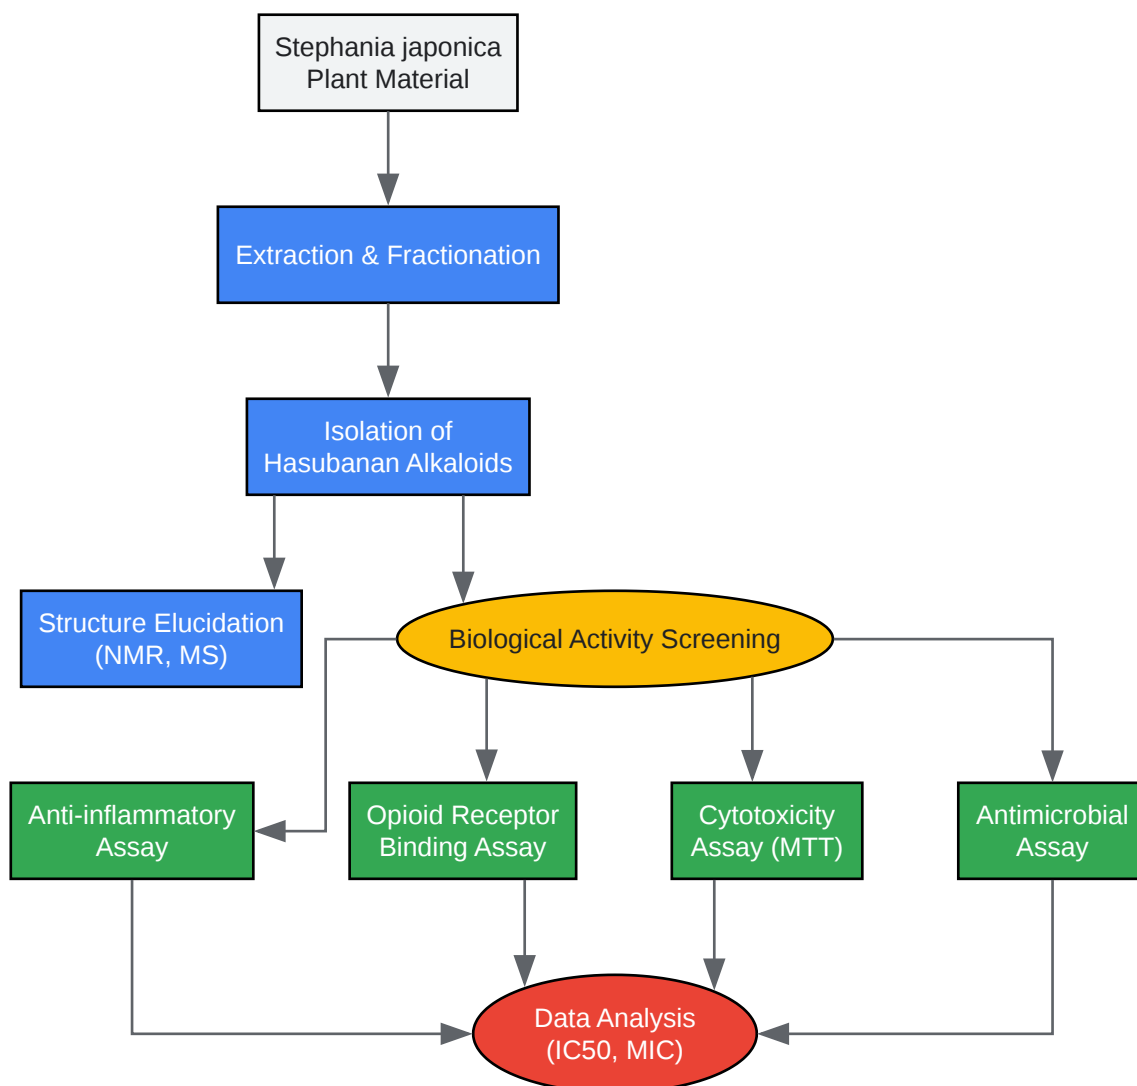 Stephania japonica
Plant Material
Extraction & Fractionation
Isolation of
Hasubanan Alkaloids
Structure Elucidation
(NMR, MS)
Biological Activity Screening
Anti-inflammatory
Assay
Opioid Receptor
Binding Assay
Cytotoxicity
Assay (MTT)
Antimicrobial
Assay
Data Analysis
(IC50, MIC)